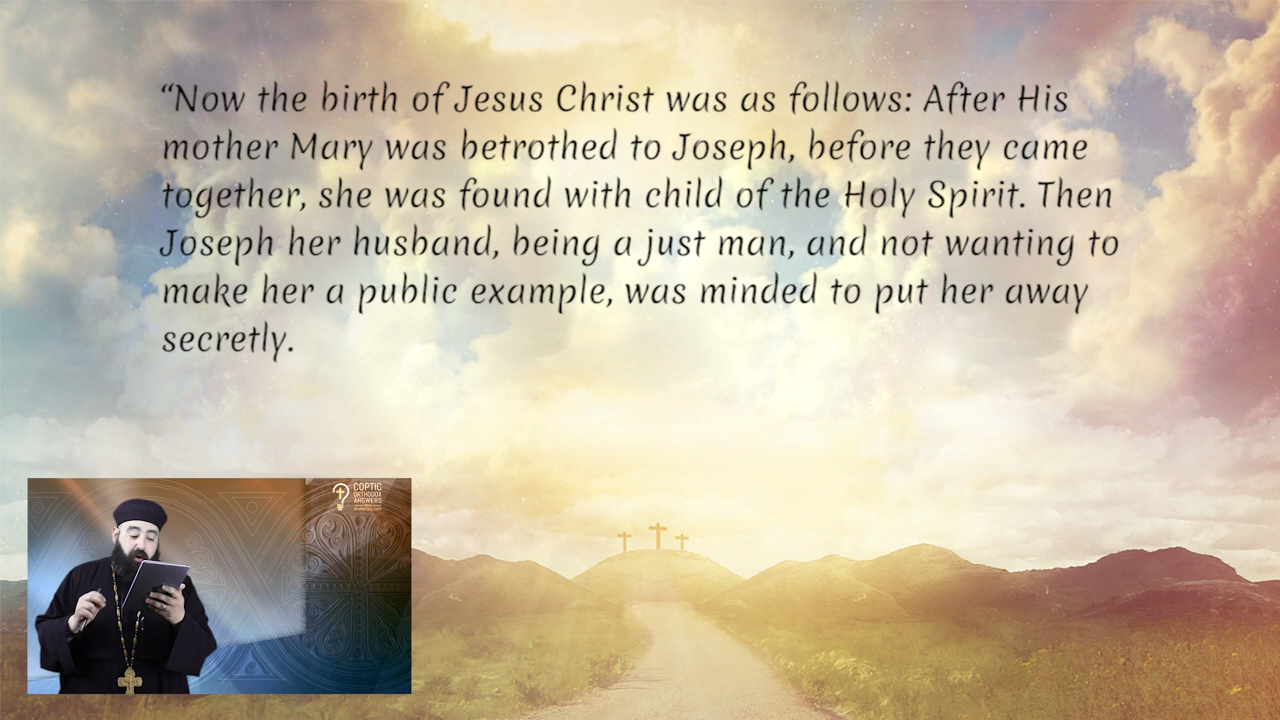 “Now the birth of Jesus Christ was as follows: After His
mother Mary was betrothed to Joseph, before they came
together, she was found with child of the Holy Spirit. Then
Joseph her husband, being a just man, and not wanting to
make her a public example, was minded to put her away
secretly.
COPTIC
ORTHODOX
ANSWERS